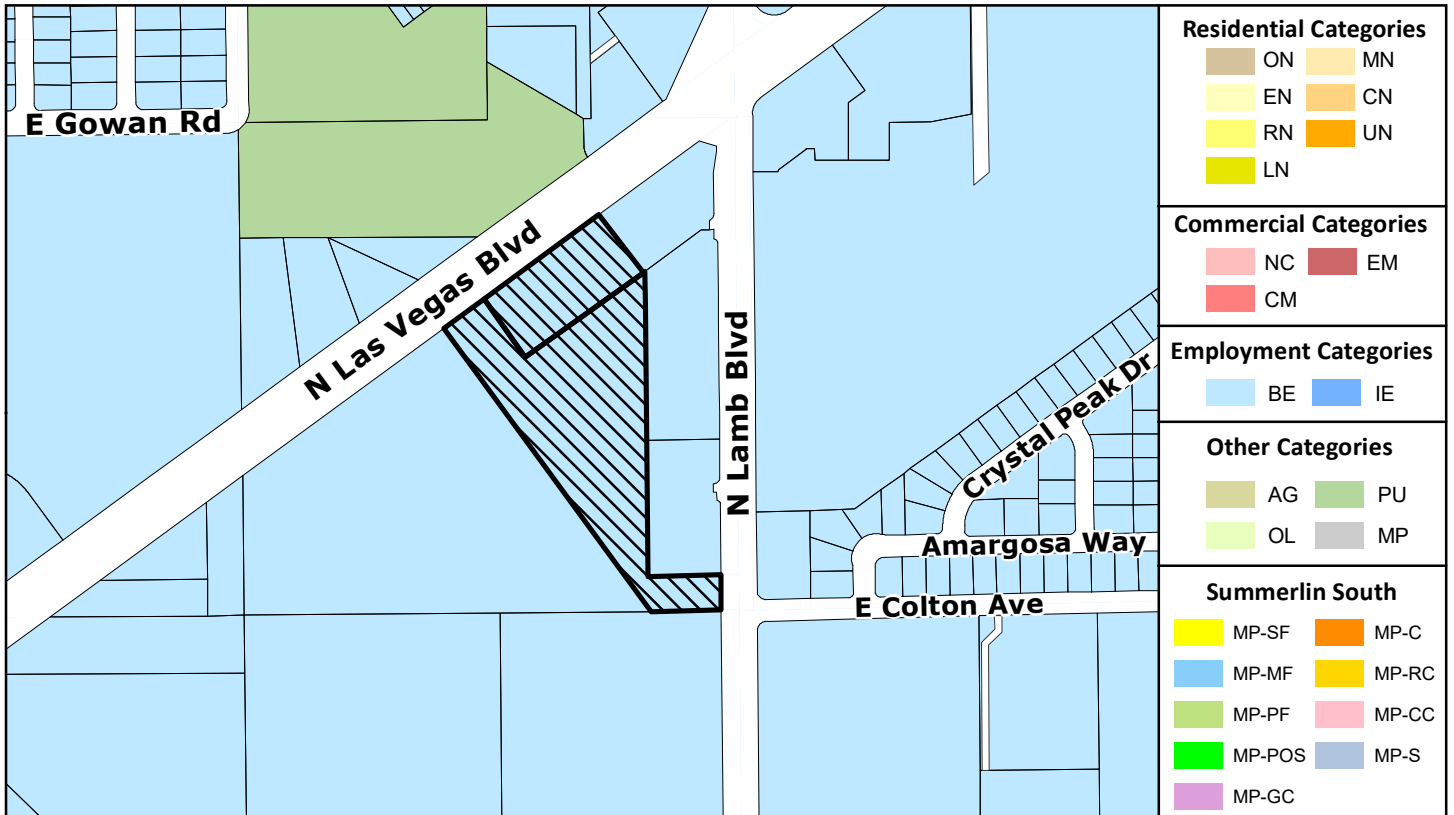 E Gowan Rd
N Las Vegas Blvd
N Lamb Blvd
Crystal Peak Dr
Amargosa Way
E Colton Ave
Residential Categories
ON MN
EN CN
RN UN
LN
Commercial Categories
NC EM
CM
Employment Categories
BE IE
Other Categories
AG PU
OL MP
Summerlin South
MP-SF MP-C
MP-MF MP-RC
MP-PF MP-CC
MP-POS MP-S
MP-GC